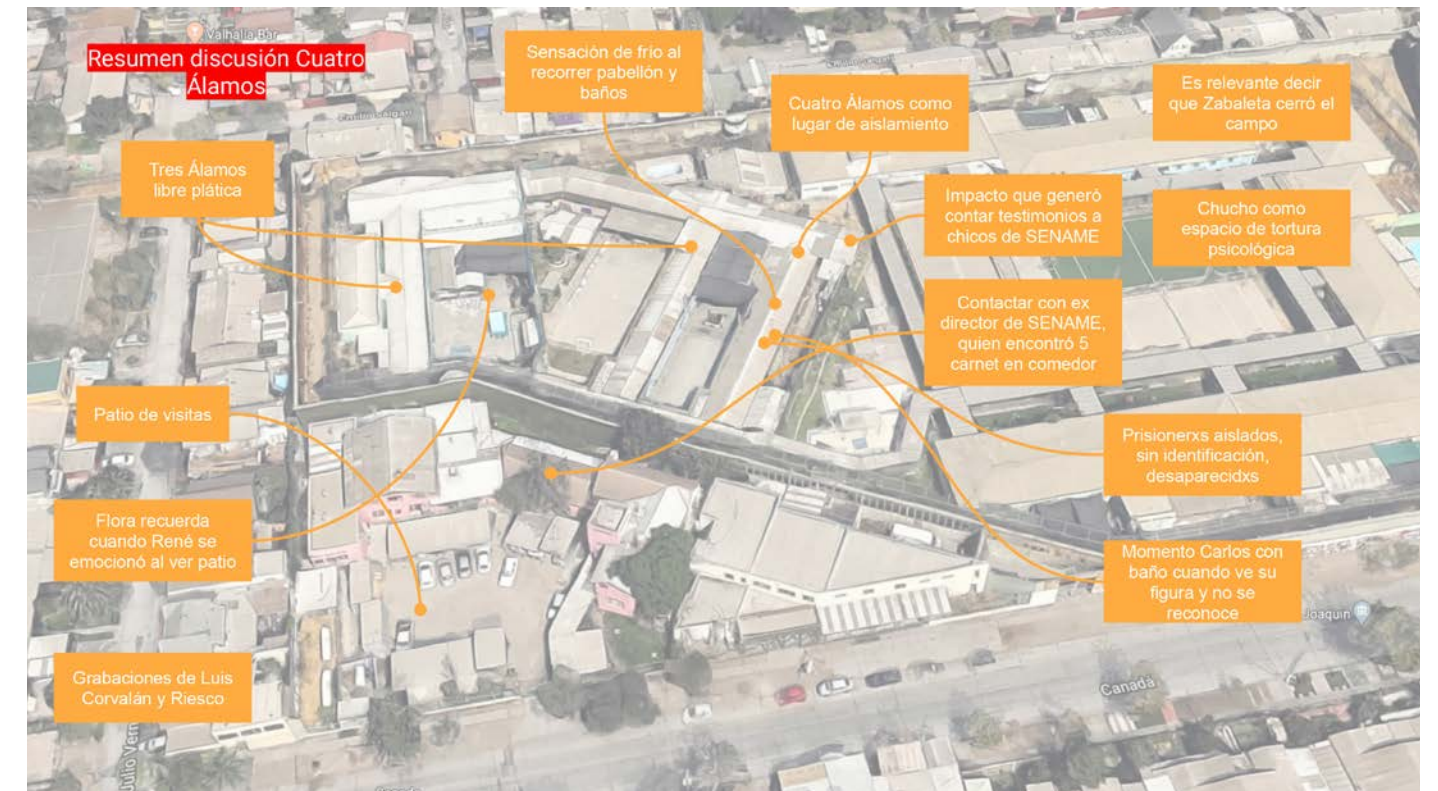 Valhalla Bar
Resumen discusión Cuatro
Álamos
Sensación de frío al
recorrer pabellón y
baños
Cuatro Álamos como
lugar de aislamiento
Es relevante decir
que Zabaleta cerró el
campo
Tres Álamos
libre plática
Impacto que generó
contar testimonios a
chicos de SENAME
Chucho como
espacio de tortura
psicológica
Contactar con ex
director de SENAME,
quien encontró 5
carnet en comedor
Patio de visitas
Prisionerxs aislados,
sin identificación,
desaparecidxs
Flora recuerda
cuando René se
emocionó al ver patio
Momento Carlos con
baño cuando ve su
figura y no se
reconoce
Joaquin
Grabaciones de Luis
Corvalán y Riesco
Canadá